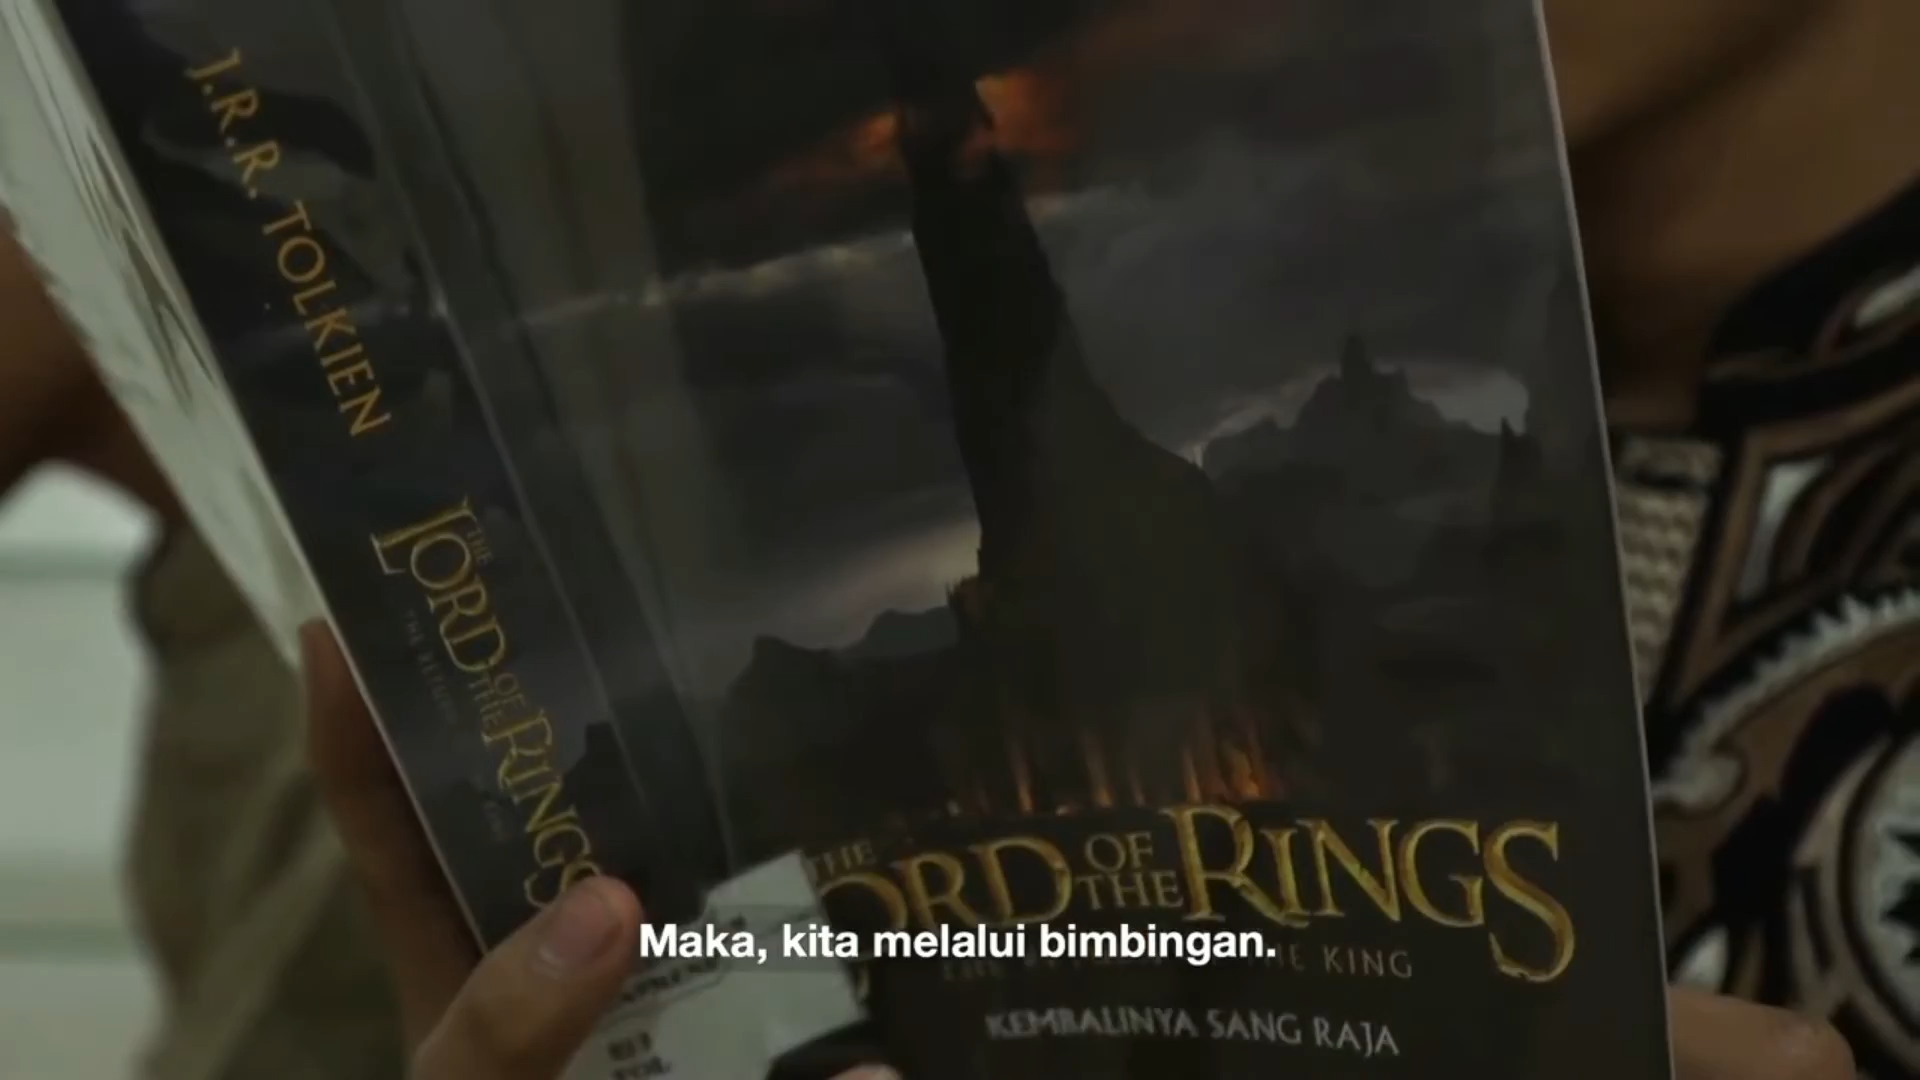 J.R.R. TOLKIEN
THE LORD OF THE RINGS
THE
ORD OF THE RINGS
THE KING
KEMBALINYA SANG RAJA
Maka, kita melalui bimbingan.